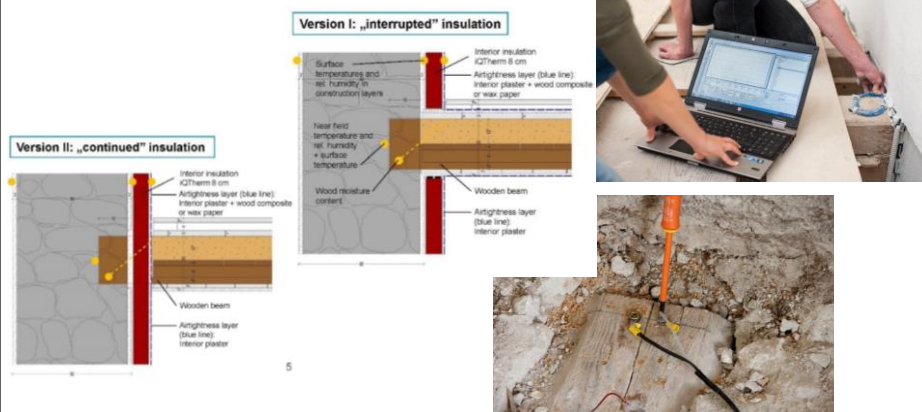 Version I: „interrupted” insulation
Surface
temperatures and
rel. humidity in
construction layers
Near field
temperature and
rel. humidity
+ surface
temperature
Wood moisture
content
Interior insulation
iQTherm 8 cm
Airtightness layer (blue line):
Interior plaster + wood composite
or wax paper
Wooden beam
Airtightness layer
(blue line):
Interior plaster
Version II: „continued” insulation
Interior insulation
iQTherm 8 cm
Airtightness layer (blue line):
Interior plaster + wood composite
or wax paper
Wooden beam
Airtightness layer
(blue line):
Interior plaster
5